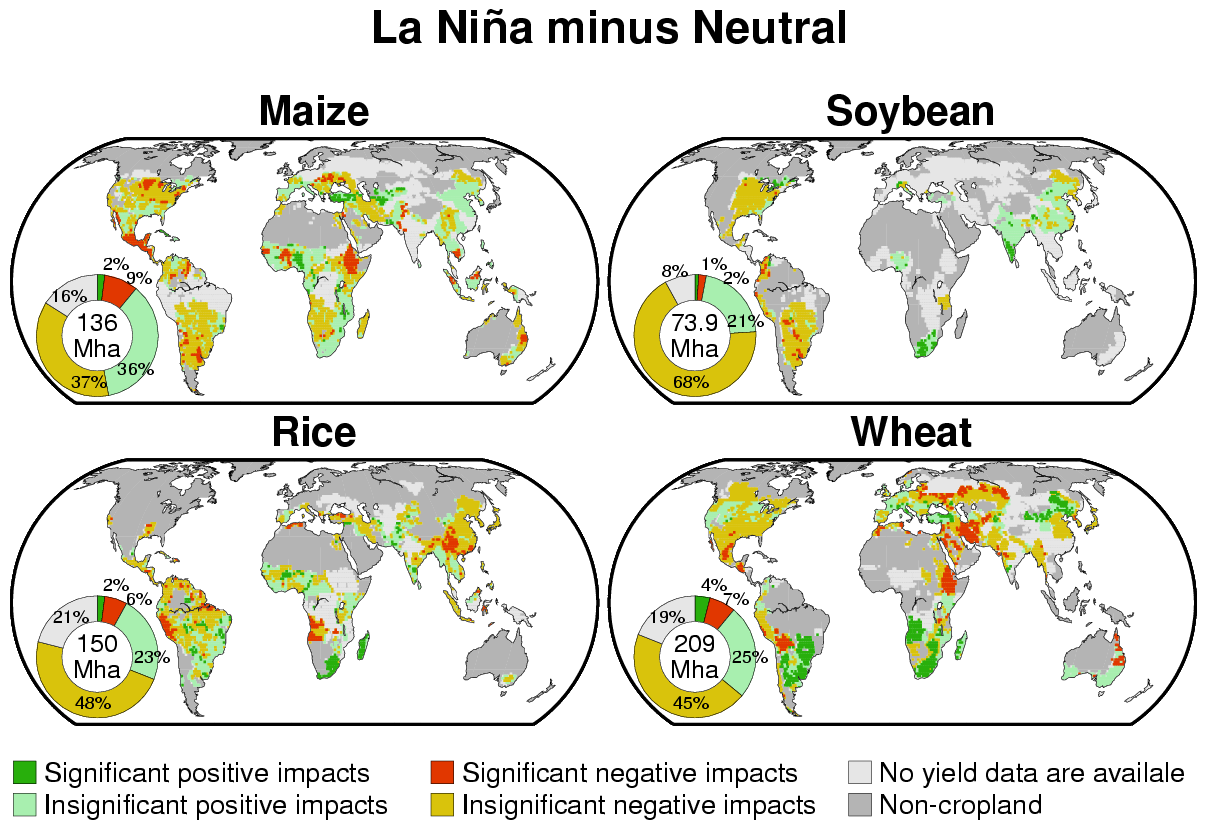 La Niña minus Neutral
Maize
Soybean
2%
9%
16%
136
Mha
36%
37%
1%
2%
8%
73.9
Mha
21%
68%
Rice
Wheat
2%
6%
21%
150
Mha
23%
48%
4%
7%
19%
209
Mha
25%
45%
Significant positive impacts
Significant negative impacts
No yield data are availale
Insignificant positive impacts
Insignificant negative impacts
Non-cropland